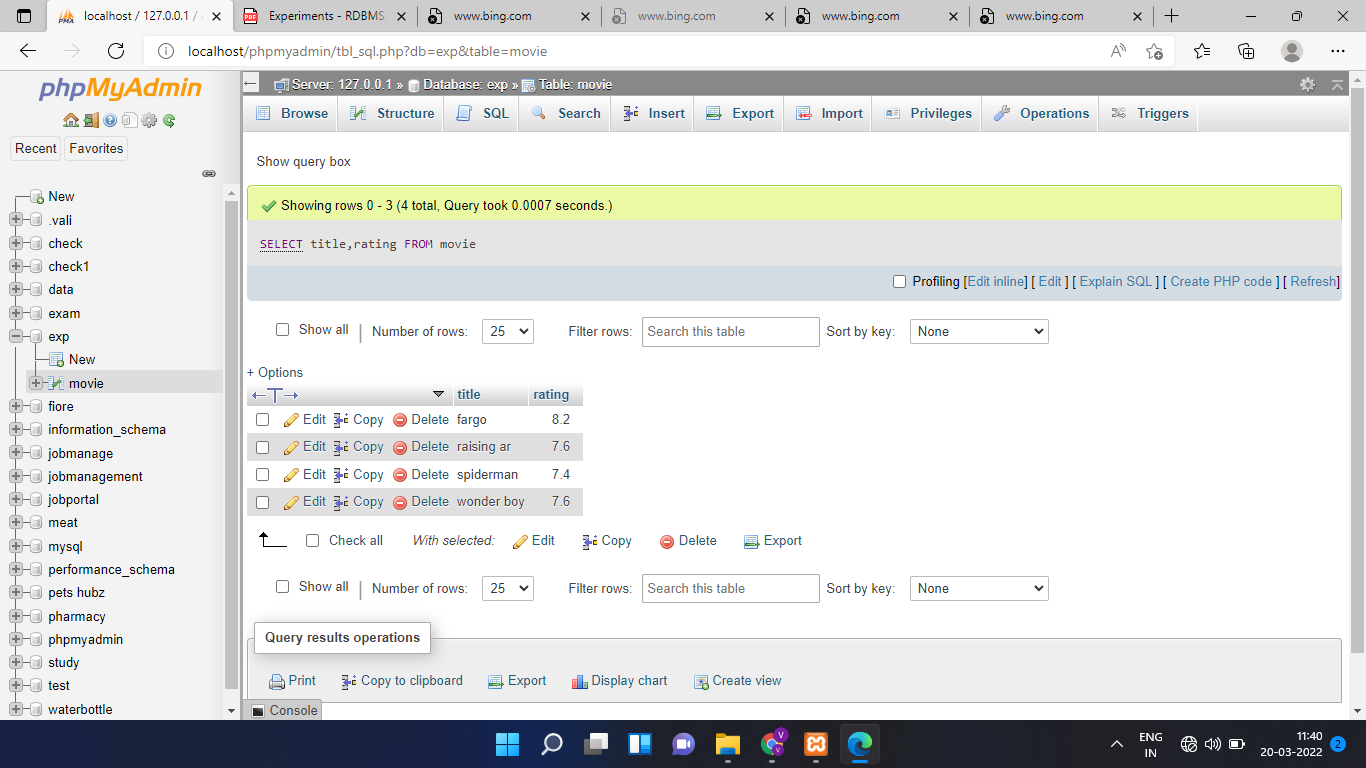 localhost / 127.0.0.1 /
Experiments - RDBMS
www.bing.com
www.bing.com
www.bing.com
www.bing.com
localhost/phpmyadmin/tbl_sql.php?db=exp&table=movie
phpMyAdmin
Recent Favorites
New
.vali
check
check1
data
exam
exp
New
movie
fiore
information_schema
jobmanage
jobmanagement
jobportal
meat
mysql
performance_schema
pets hubz
pharmacy
phpmyadmin
study
test
waterbottle
Server: 127.0.0.1 » Database: exp » Table: movie
Browse Structure SQL Search Insert Export Import Privileges Operations Triggers
Show query box
Showing rows 0 - 3 (4 total, Query took 0.0007 seconds.)
SELECT title,rating FROM movie
Profiling [Edit inline] [ Edit ] [ Explain SQL ] [ Create PHP code ] [ Refresh]
Show all | Number of rows: 25 Filter rows: Search this table Sort by key: None
+ Options
title rating
Edit Copy Delete fargo 8.2
Edit Copy Delete raising ar 7.6
Edit Copy Delete spiderman 7.4
Edit Copy Delete wonder boy 7.6
Check all With selected: Edit Copy Delete Export
Show all | Number of rows: 25 Filter rows: Search this table Sort by key: None
Query results operations
Print Copy to clipboard Export Display chart Create view
Console
ENG
IN
11:40
20-03-2022
2